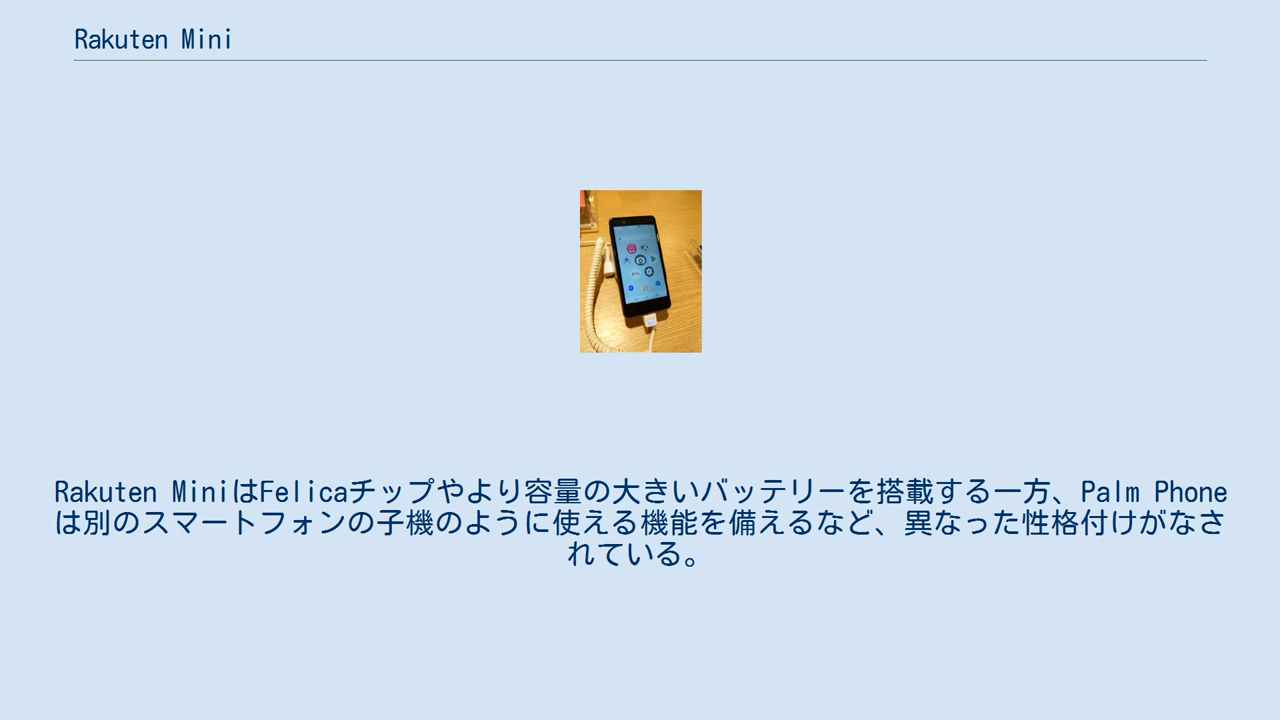 Rakuten Mini
Rakuten MiniはFelicaチップやより容量の大きいバッテリーを搭載する一方、Palm Phone
は別のスマートフォンの子機のように使える機能を備えるなど、異なった性格付けがなさ
れている。